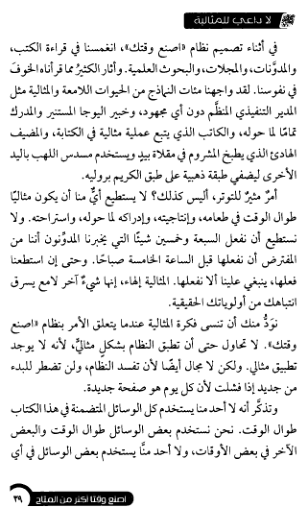 لا داعي للمثالية
في أثناء تصميم نظام «اصنع وقتك»، انغمسنا في قراءة الكتب،
والمدوَّنات، والمجلات، والبحوث العلمية. وأثار الكثيرُ مما قرأناه الخوفَ
في نفوسنا. لقد واجهنا مئات النماذج من الحيوات اللامعة والمثالية مثل
المدير التنفيذي المنظَّم دون أي مجهود، وخبير اليوجا المستنير والمدرك
تمامًا لما حوله، والكاتب الذي يتبع عملية مثالية في الكتابة، والمضيف
الهادئ الذي يطبخ المشروم في مقلاة بيدٍ ويستخدم مسدس اللهب باليد
الأخرى ليضفي طبقة ذهبية على طبق الكريم بروليه.
أمرٌ مثيرٌ للتوتر، أليس كذلك؟ لا يستطيع أيٌّ منا أن يكون مثاليًا
طوال الوقت في طعامه، وإنتاجيته، وإدراكه لما حوله، واستراحته. ولا
نستطيع أن نفعل السبعة وخمسين شيئًا التي يخبرنا المدوِّنون أننا من
المفترض أن نفعلها قبل الساعة الخامسة صباحًا. وحتى إن استطعنا
فعلها، ينبغي علينا ألا نفعلها. المثالية إلهاء، إنها شيءٌ آخر لامع يسرق
انتباهك من أولوياتك الحقيقية.
نودُّ منك أن تنسى فكرة المثالية عندما يتعلق الأمر بنظام «اصنع
وقتك». لا تحاول حتى أن تطبق النظام بشكلٍ مثاليٍّ، لأنه لا يوجد
تطبيق مثالي. ولكن لا مجال أيضًا لأن تفسد النظام، ولن تضطر للبدء
من جديد إذا فشلت لأن كل يوم هو صفحة جديدة.
وتذكَّر أنه لا أحد منا يستخدم كل الوسائل المتضمنة في هذا الكتاب
طوال الوقت. نحن نستخدم بعض الوسائل طوال الوقت والبعض
الآخر في بعض الأوقات، ولا أحد منَّا يستخدم بعض الوسائل في أي
اصنع وقتا أكثر من المتاح
٣٩